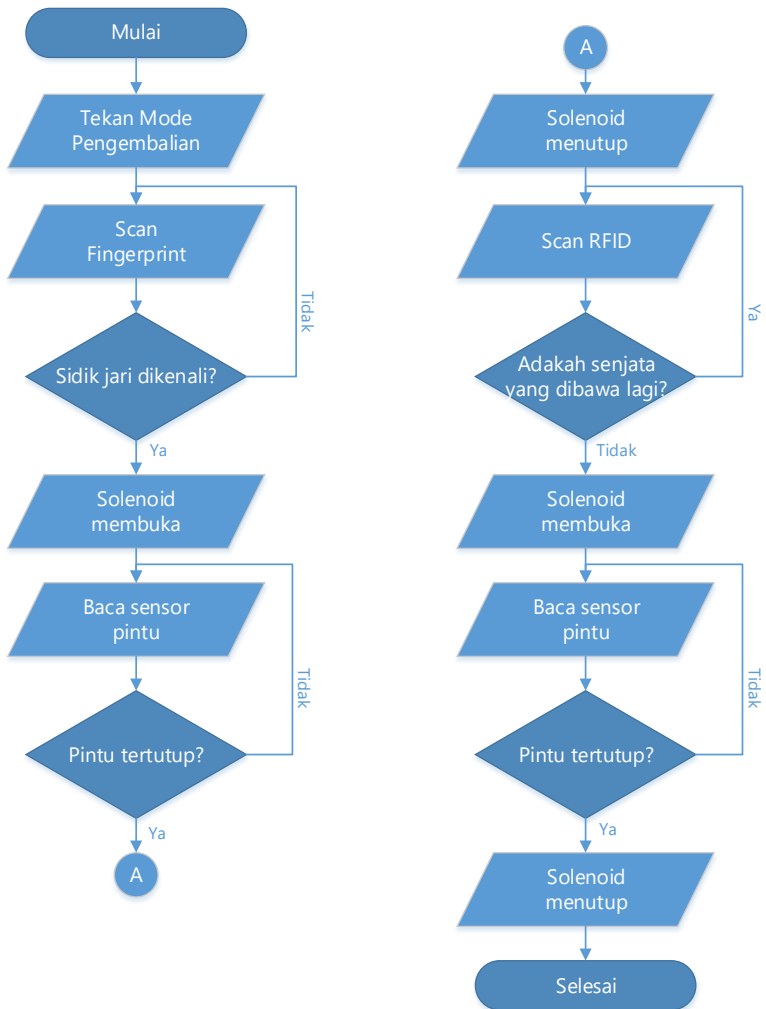 Mulai
Tekan Mode
Pengembalian
Scan
Fingerprint
Tidak
Sidik jari dikenali?
Ya
Solenoid
membuka
Baca sensor
pintu
Tidak
Pintu tertutup?
Ya
A
A
Solenoid
menutup
Scan RFID
Ya
Adakah senjata
yang dibawa lagi?
Tidak
Solenoid
membuka
Baca sensor
pintu
Tidak
Pintu tertutup?
Ya
Solenoid
menutup
Selesai